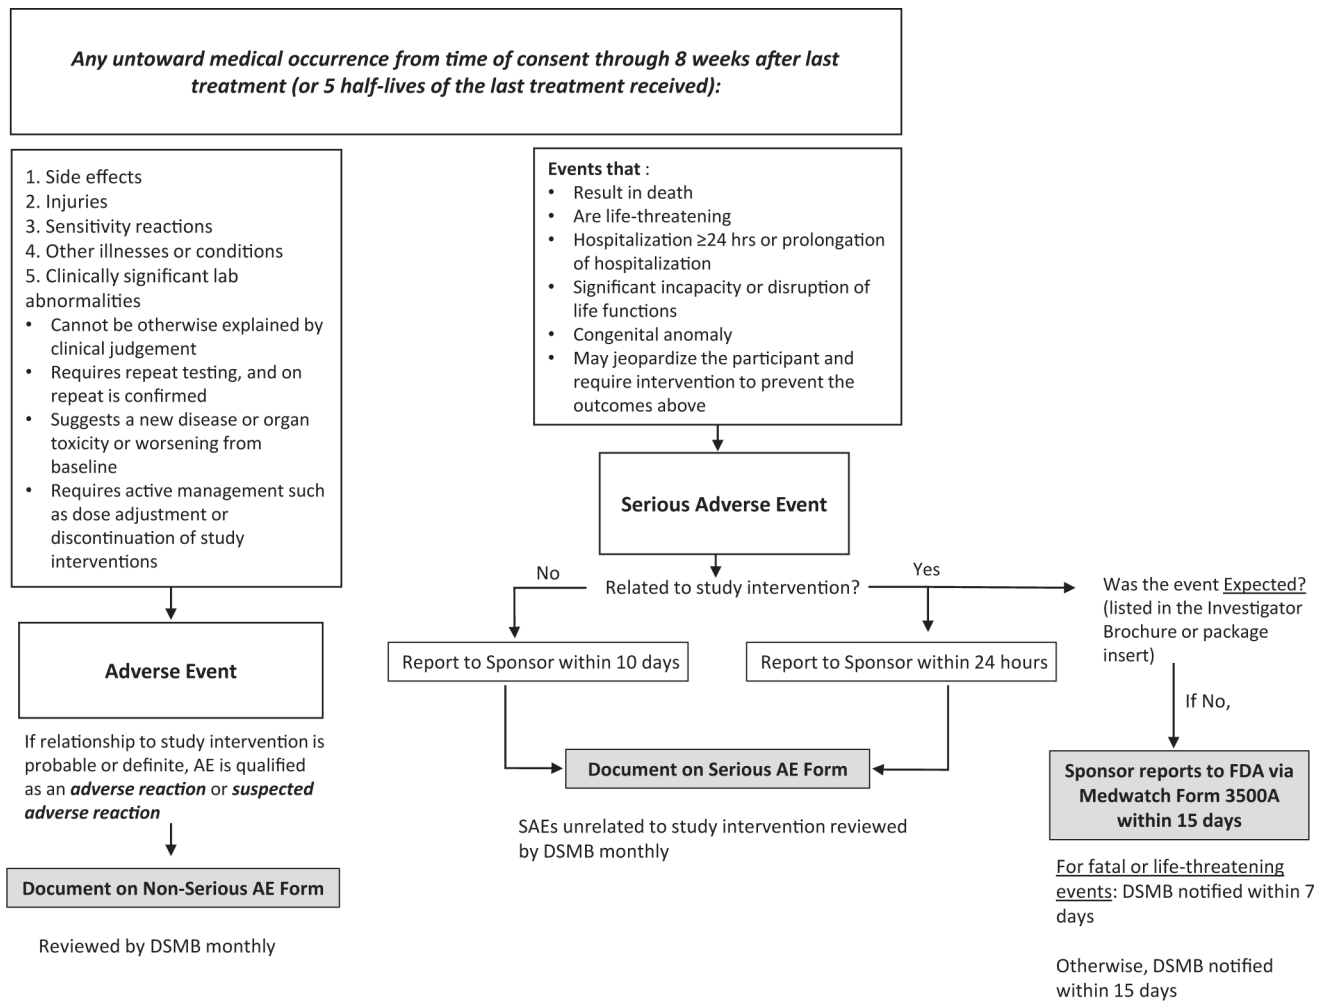 Any untoward medical occurrence from time of consent through 8 weeks after last
treatment (or 5 half-lives of the last treatment received):
1. Side effects
2. Injuries
3. Sensitivity reactions
4. Other illnesses or conditions
5. Clinically significant lab
abnormalities
• Cannot be otherwise explained by
clinical judgement
• Requires repeat testing, and on
repeat is confirmed
• Suggests a new disease or organ
toxicity or worsening from
baseline
• Requires active management such
as dose adjustment or
discontinuation of study
interventions
Adverse Event
If relationship to study intervention is
probable or definite, AE is qualified
as an adverse reaction or suspected
adverse reaction
Document on Non-Serious AE Form
Reviewed by DSMB monthly
Events that :
• Result in death
• Are life-threatening
• Hospitalization ≥24 hrs or prolongation
of hospitalization
• Significant incapacity or disruption of
life functions
• Congenital anomaly
• May jeopardize the participant and
require intervention to prevent the
outcomes above
Serious Adverse Event
Related to study intervention?
No
Yes
Report to Sponsor within 10 days
Report to Sponsor within 24 hours
Document on Serious AE Form
SAEs unrelated to study intervention reviewed
by DSMB monthly
Was the event Expected?
(listed in the Investigator
Brochure or package
insert)
If No,
Sponsor reports to FDA via
Medwatch Form 3500A
within 15 days
For fatal or life-threatening
events: DSMB notified within 7
days
Otherwise, DSMB notified
within 15 days